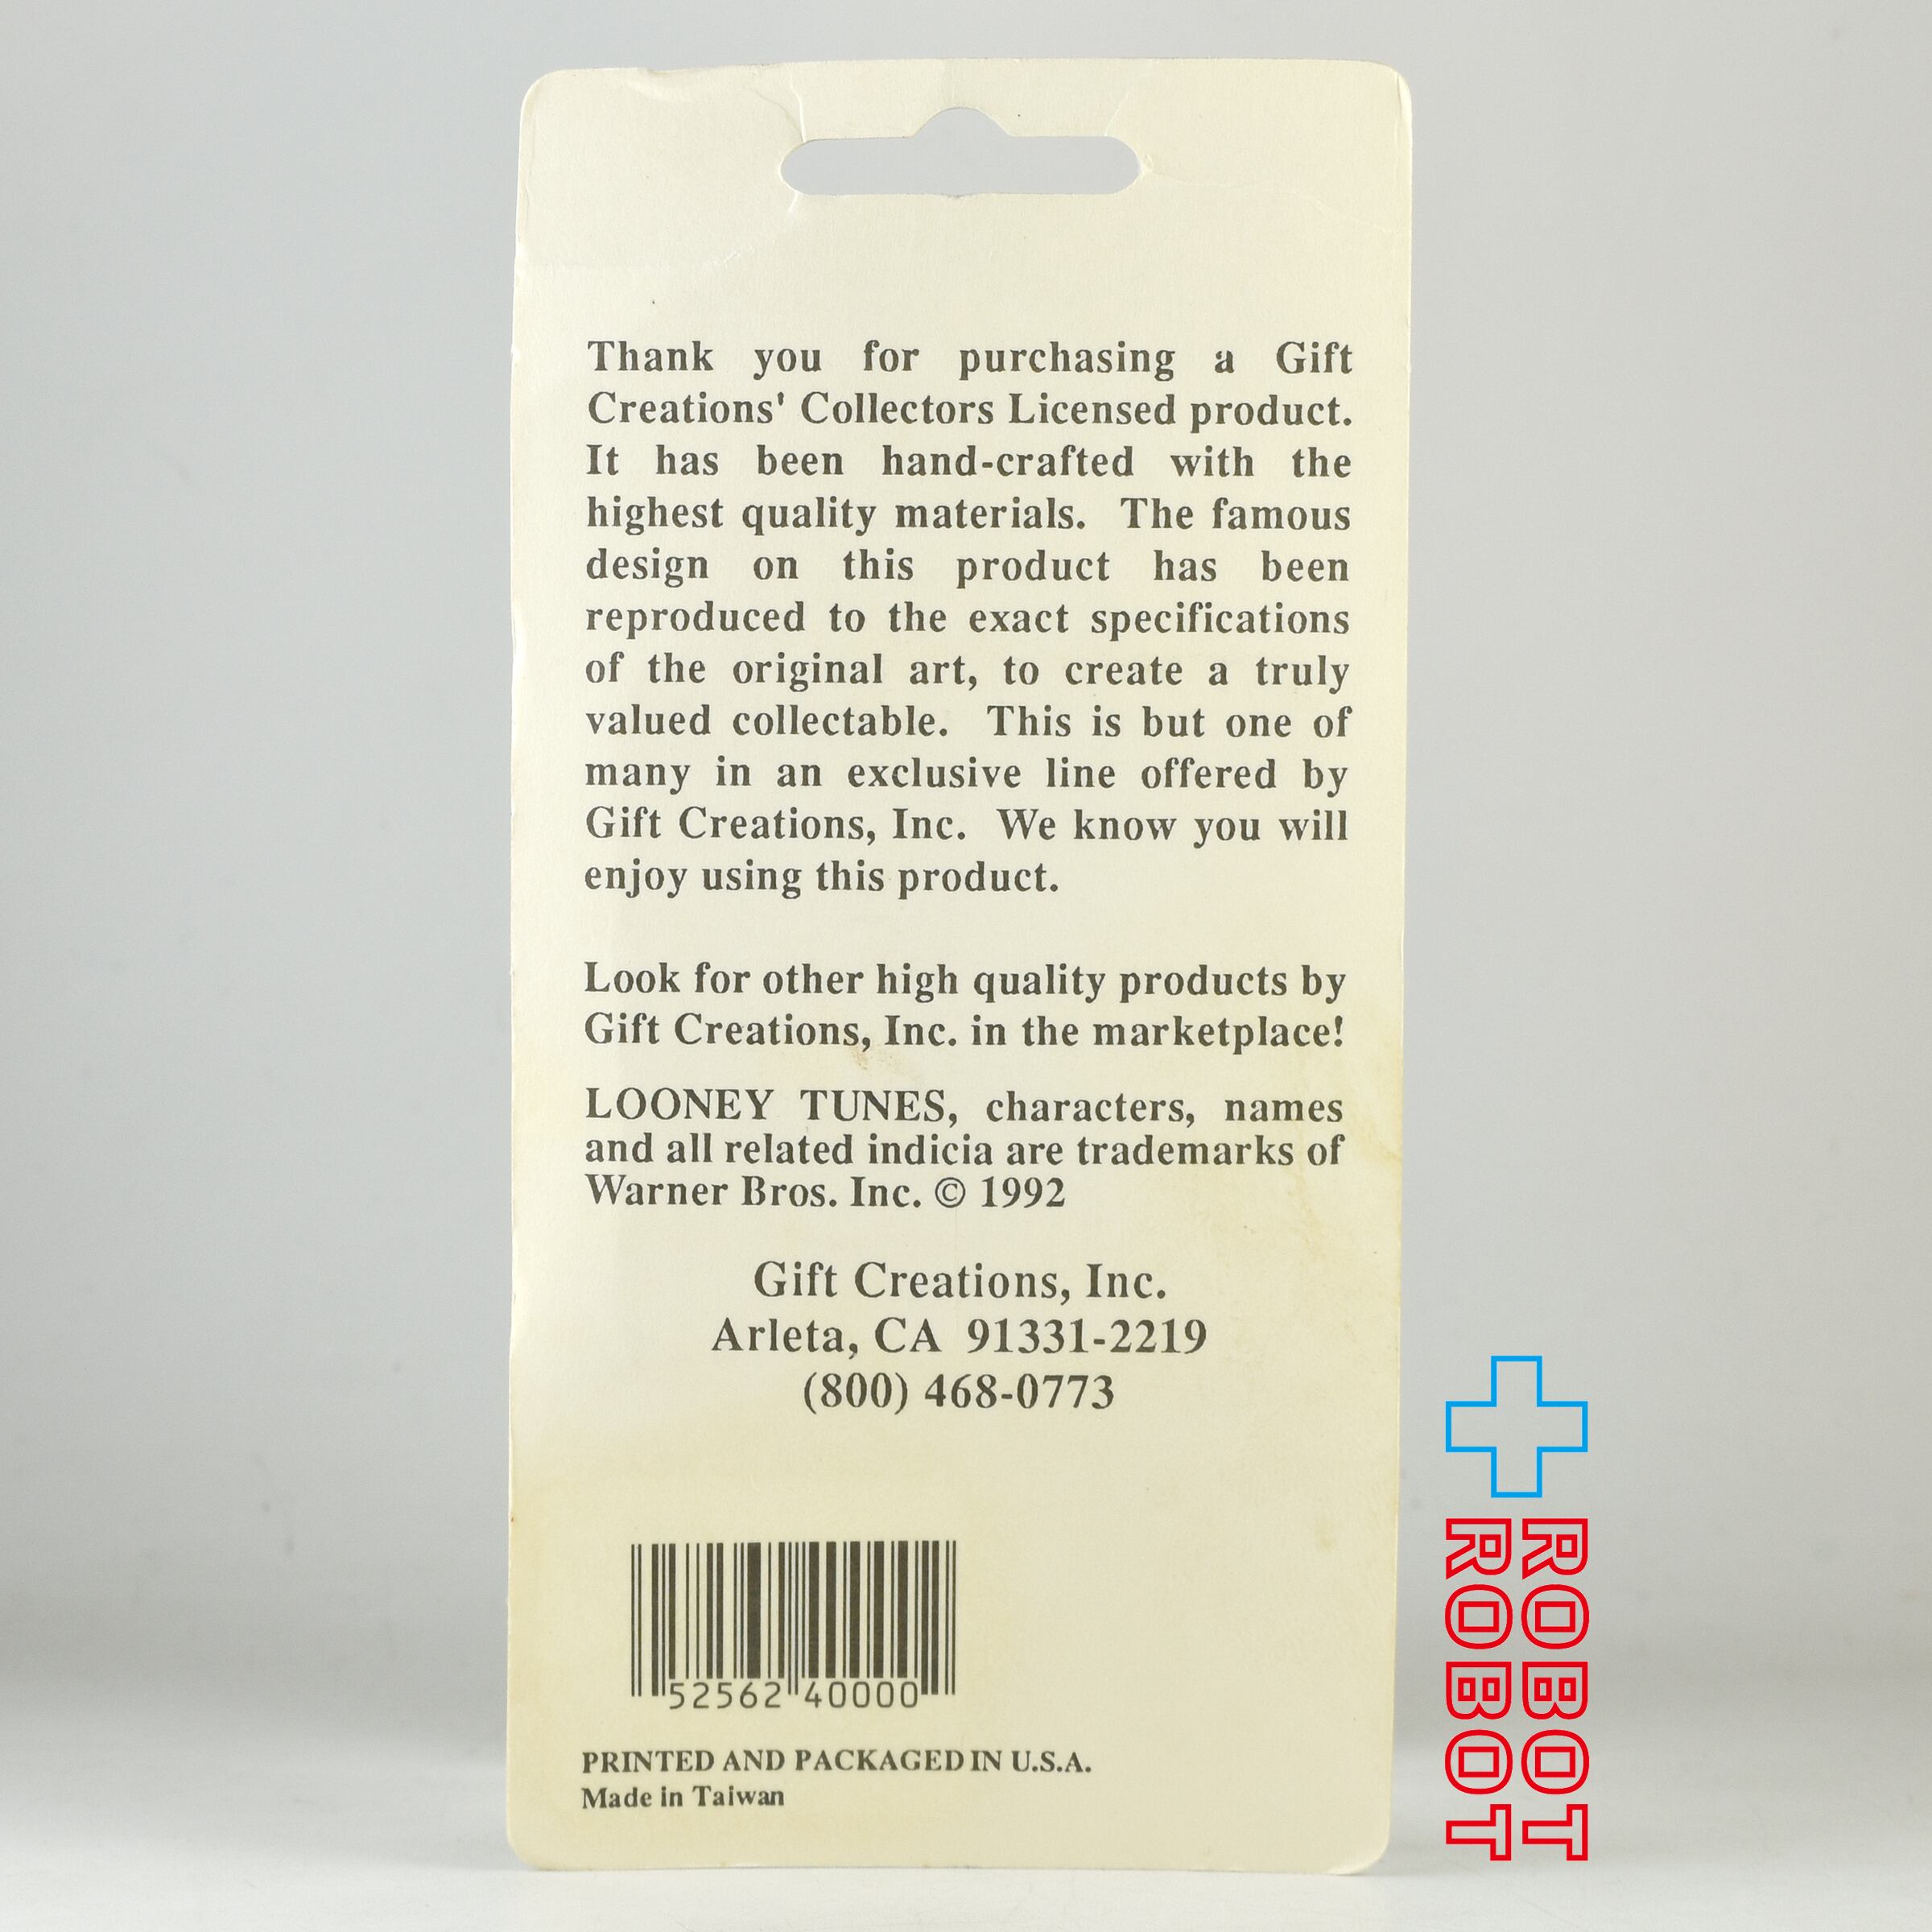 Thank you for purchasing a Gift
Creations' Collectors Licensed product.
It has been hand-crafted with the
highest quality materials. The famous
design on this product has been
reproduced to the exact specifications
of the original art, to create a truly
valued collectable. This is but one of
many in an exclusive line offered by
Gift Creations, Inc. We know you will
enjoy using this product.
Look for other high quality products by
Gift Creations, Inc. in the marketplace!
LOONEY TUNES, characters, names
and all related indicia are trademarks of
Warner Bros. Inc. © 1992
Gift Creations, Inc.
Arleta, CA 91331-2219
(800) 468-0773
52562 40000
PRINTED AND PACKAGED IN U.S.A.
Made in Taiwan
ROBOT
ROBOT